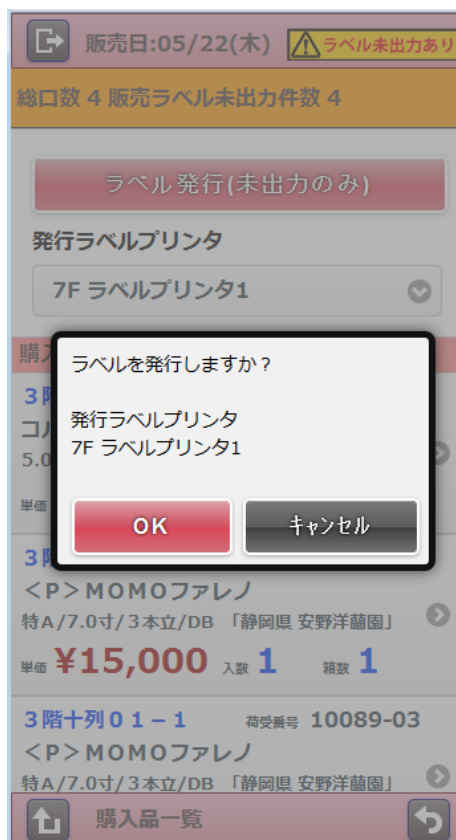 販売日:05/22(木) ラベル未出力あり
総口数 4 販売ラベル未出力件数 4
ラベル発行(未出力のみ)
発行ラベルプリンタ
7F ラベルプリンタ1
購入
ラベルを発行しますか？
発行ラベルプリンタ
7F ラベルプリンタ1
OK キャンセル
3階
5.0
単価
3階
＜P＞MOMOファレノ
特A/7.0寸/3本立/DB 「静岡県 安野洋蘭園」
単価 ¥15,000 入数 1 箱数 1
3階十列０１－１ 荷受番号 10089-03
＜P＞MOMOファレノ
特A/7.0寸/3本立/DB 「静岡県 安野洋蘭園」
購入品一覧